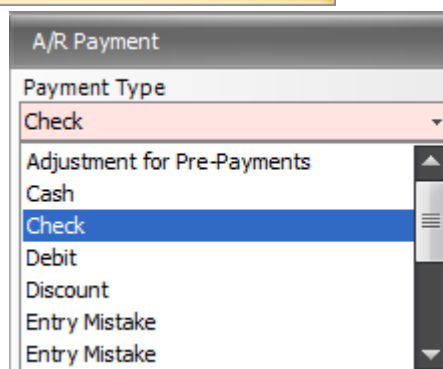 A/R Payment
Payment Type
Check
Adjustment for Pre-Payments
Cash
Check
Debit
Discount
Entry Mistake
Entry Mistake